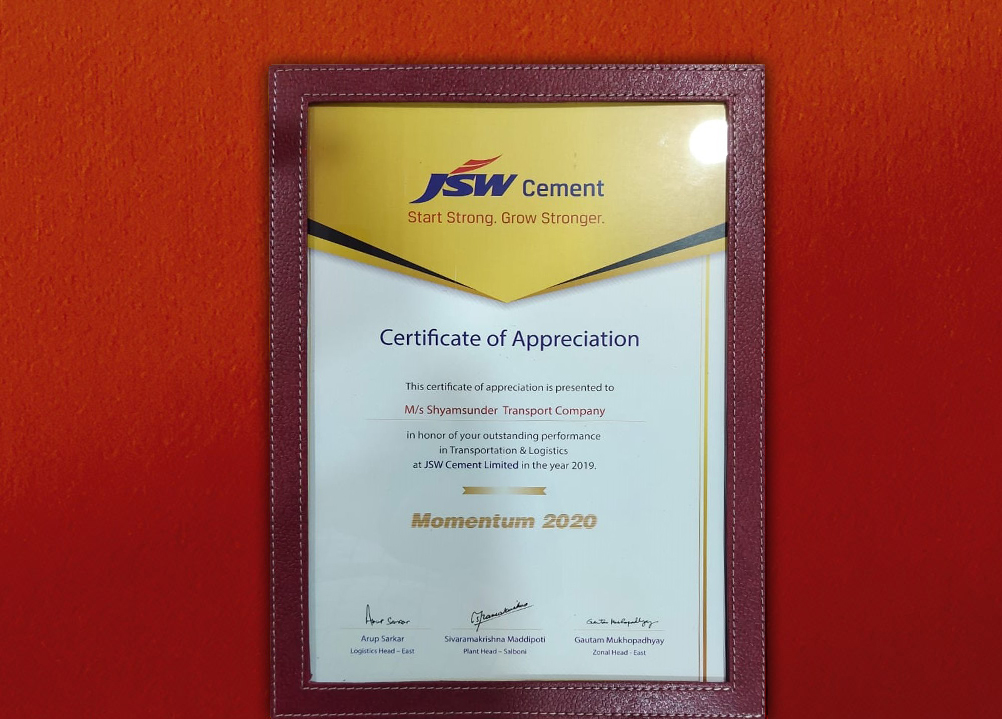 JSW Cement
Start Strong. Grow Stronger.
Certificate of Appreciation
This certificate of appreciation is presented to
M/s Shyamsunder Transport Company
in honor of your outstanding performance
in Transportation & Logistics
at JSW Cement Limited in the year 2019.
Momentum 2020
Arup Sarkar
Sivaramakrishna Maddipoti
Gautam Mukhopadhyay
Logistics Head – East
Plant Head – Salboni
Zonal Head - East